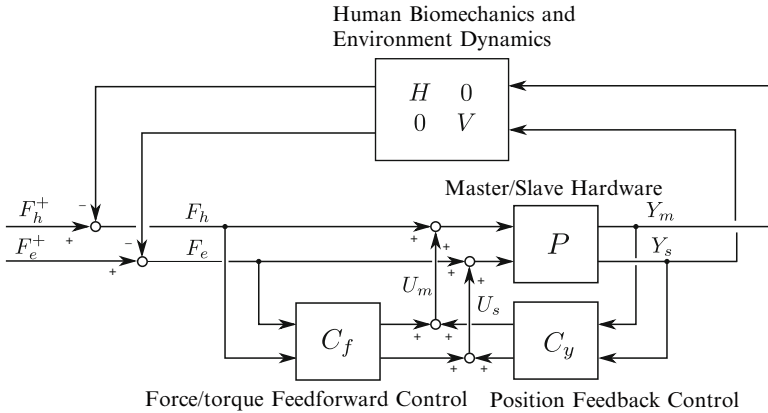 Human Biomechanics and
Environment Dynamics
H 0
0 V
Master/Slave Hardware
F_h^+
F_h
Y_m
F_e^+
F_e
Y_s
P
U_m
U_s
C_f
C_y
Force/torque Feedforward Control
Position Feedback Control
− − + + + + + + + + + +